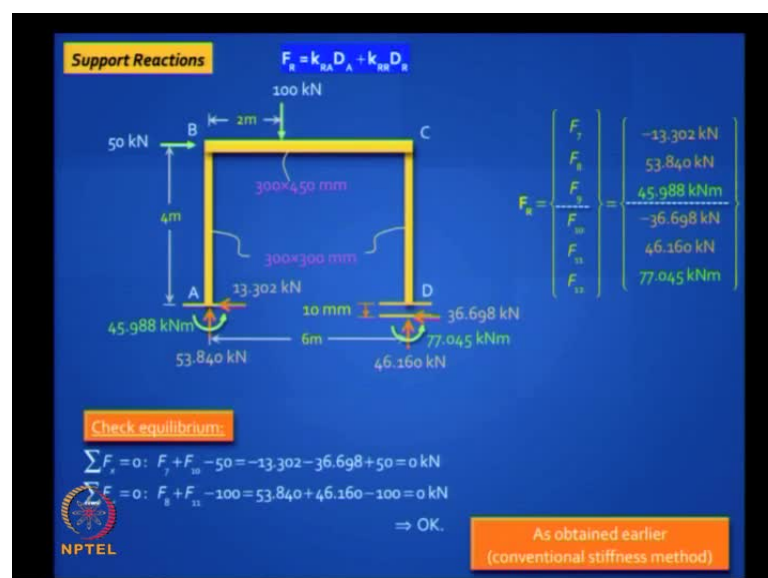 Support Reactions
F_R = k_RA D_A + k_RR D_R
100 kN
2m
B
C
50 kN
300×450 mm
4m
300×300 mm
A
13.302 kN
D
10 mm
36.698 kN
45.988 kNm
6m
77.045 kNm
53.840 kN
46.160 kN
F_R = { F_7 F_8 F_9 F_10 F_11 F_12 } = { -13.302 kN 53.840 kN 45.988 kNm -36.698 kN 46.160 kN 77.045 kNm }
Check equilibrium:
∑F_x = 0: F_7 + F_10 - 50 = -13.302 - 36.698 + 50 = 0 kN
∑F = 0: F_8 + F_11 - 100 = 53.840 + 46.160 - 100 = 0 kN
⇒ OK.
NPTEL
As obtained earlier
(conventional stiffness method)